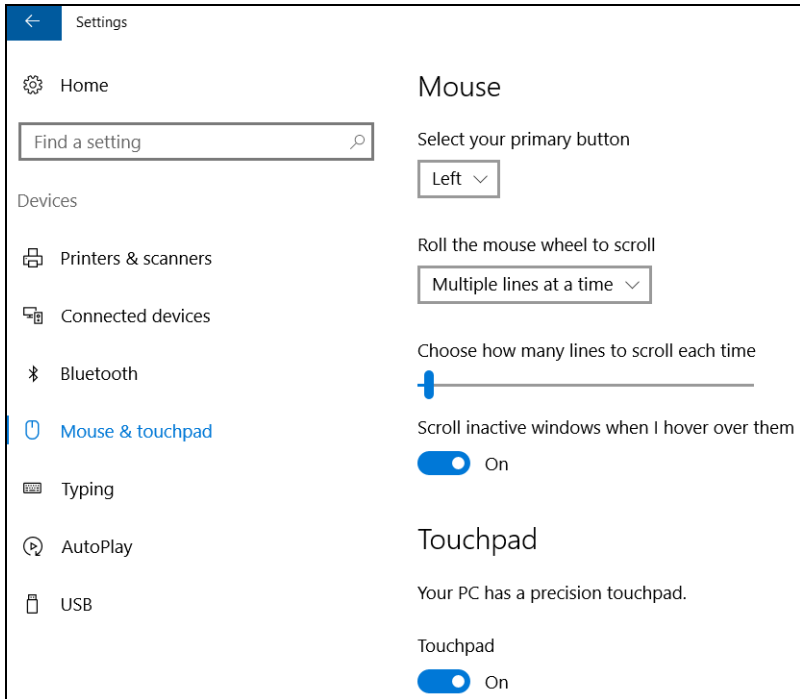 Settings
Home
Find a setting
Devices
Printers & scanners
Connected devices
Bluetooth
Mouse & touchpad
Typing
AutoPlay
USB
Mouse
Select your primary button
Left
Roll the mouse wheel to scroll
Multiple lines at a time
Choose how many lines to scroll each time
Scroll inactive windows when I hover over them
On
Touchpad
Your PC has a precision touchpad.
Touchpad
On